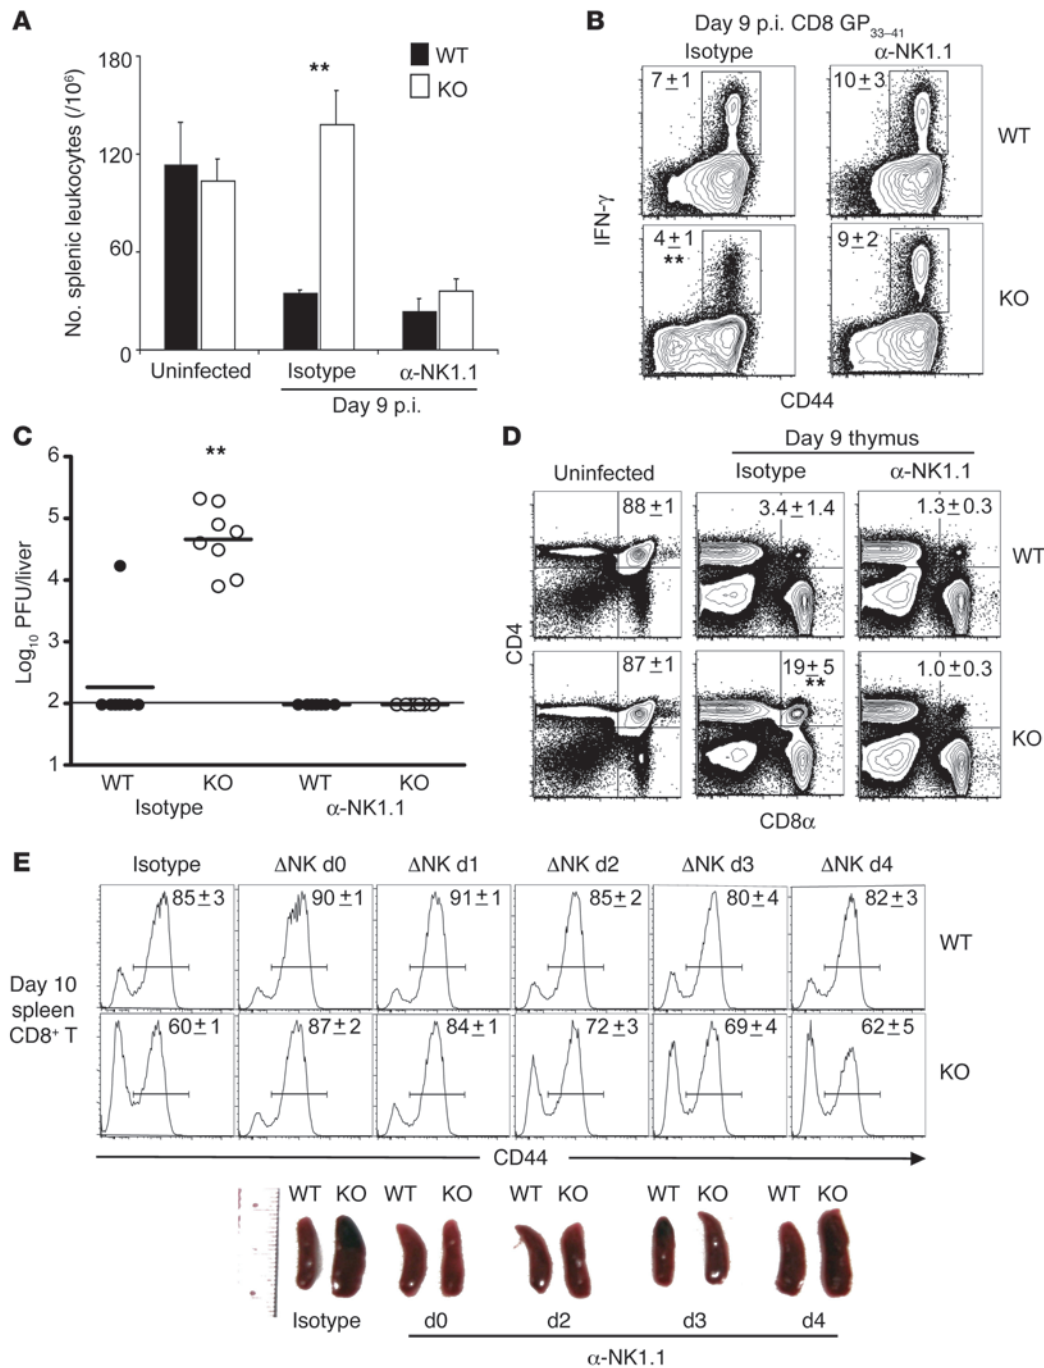 A
No. splenic leukocytes (/10⁶)
180
120
60
0
WT
KO
**
Uninfected
Isotype
α-NK1.1
Day 9 p.i.
B
Day 9 p.i. CD8 GP₃₃₋₄₁
Isotype
α-NK1.1
7±1
10±3
WT
4±1
**
9±2
KO
IFN-γ
CD44
C
Log₁₀ PFU/liver
6
5
4
3
2
1
**
WT
KO
WT
KO
Isotype
α-NK1.1
D
Day 9 thymus
Uninfected
Isotype
α-NK1.1
88±1
3.4±1.4
1.3±0.3
WT
87±1
19±5
**
1.0±0.3
KO
CD4
CD8α
E
Isotype
ΔNK d0
ΔNK d1
ΔNK d2
ΔNK d3
ΔNK d4
85±3
90±1
91±1
85±2
80±4
82±3
WT
Day 10
spleen
CD8⁺ T
60±1
87±2
84±1
72±3
69±4
62±5
KO
CD44
WT KO WT KO WT KO WT KO WT KO
Isotype
d0
d2
d3
d4
α-NK1.1